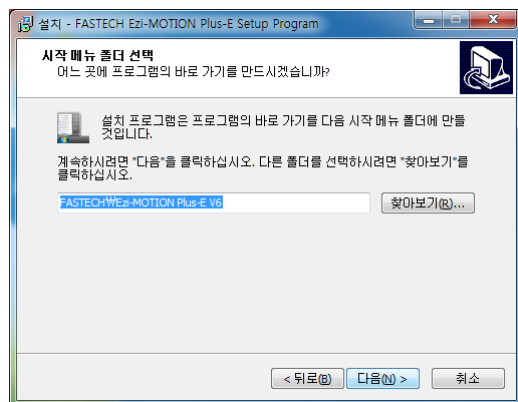 설치 - FASTECH Ezi-MOTION Plus-E Setup Program
시작 메뉴 폴더 선택
어느 곳에 프로그램의 바로 가기를 만드시겠습니까?
설치 프로그램은 프로그램의 바로 가기를 다음 시작 메뉴 폴더에 만들
것입니다.
계속하시려면 "다음"을 클릭하십시오. 다른 폴더를 선택하시려면 "찾아보기"를
클릭하십시오.
FASTECH₩Ezi-MOTION Plus-E V6
찾아보기(R)...
< 뒤로(B)
다음(N) >
취소